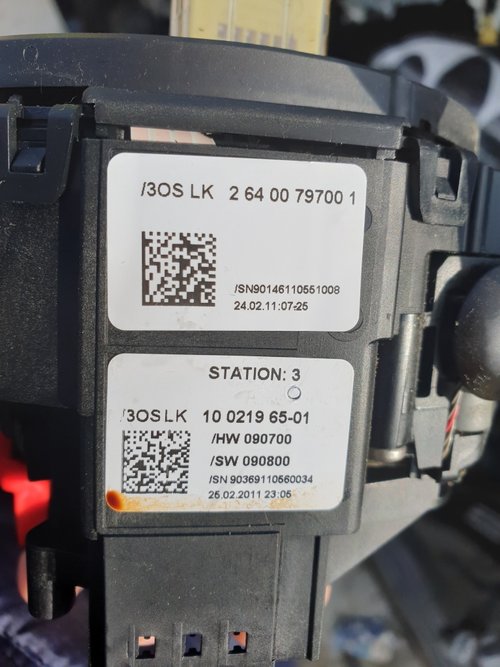 /3OS LK 2 64 00 79700 1
/SN90146110551008
24.02.11:07-25
STATION: 3
/3OS LK 10 0219 65-01
/HW 090700
/SW 090800
/SN 90369110560034
25.02.2011 23:05